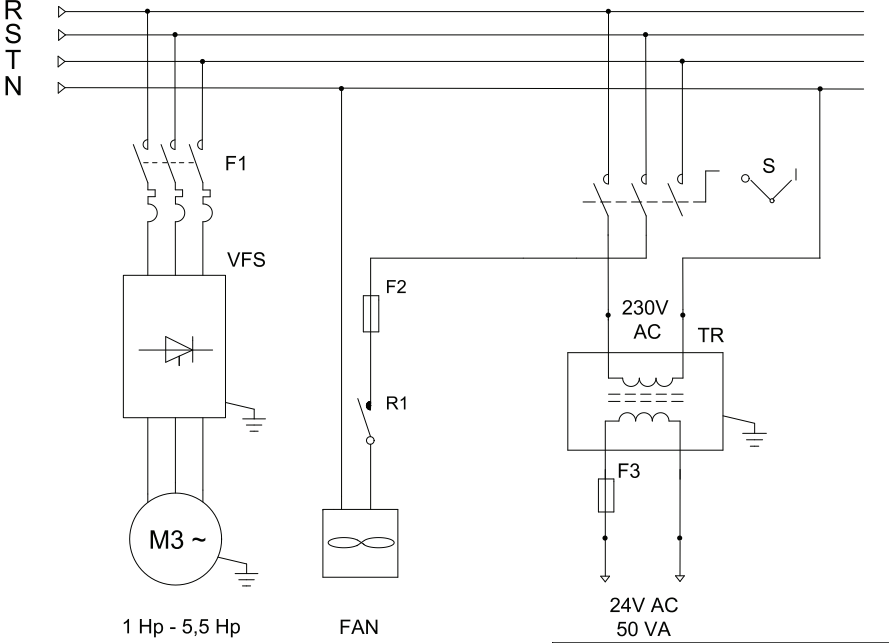 R
S
T
N
F1
S
VFS
F2
230V
AC
TR
R1
F3
M3 ~
1 Hp - 5,5 Hp
FAN
24V AC
50 VA